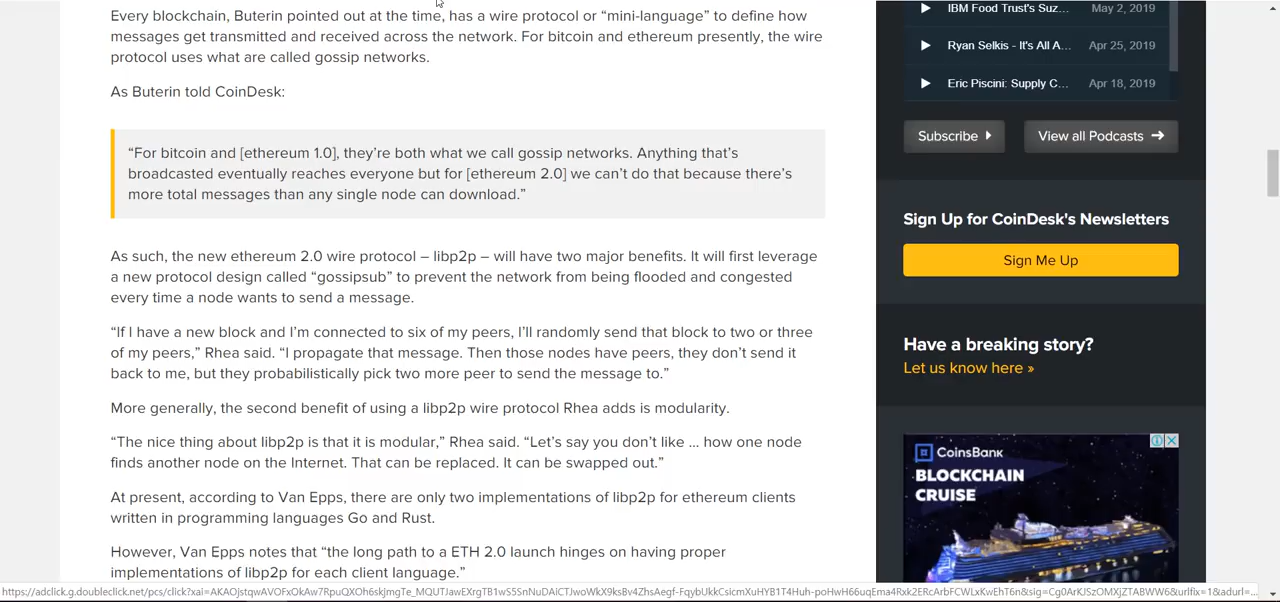 Every blockchain, Buterin pointed out at the time, has a wire protocol or “mini-language” to define how
messages get transmitted and received across the network. For bitcoin and ethereum presently, the wire
protocol uses what are called gossip networks.
As Buterin told CoinDesk:
“For bitcoin and [ethereum 1.0], they’re both what we call gossip networks. Anything that’s
broadcasted eventually reaches everyone but for [ethereum 2.0] we can’t do that because there’s
more total messages than any single node can download.”
As such, the new ethereum 2.0 wire protocol – libp2p – will have two major benefits. It will first leverage
a new protocol design called “gossipsub” to prevent the network from being flooded and congested
every time a node wants to send a message.
“If I have a new block and I’m connected to six of my peers, I’ll randomly send that block to two or three
of my peers,” Rhea said. “I propagate that message. Then those nodes have peers, they don’t send it
back to me, but they probabilistically pick two more peer to send the message to.”
More generally, the second benefit of using a libp2p wire protocol Rhea adds is modularity.
“The nice thing about libp2p is that it is modular,” Rhea said. “Let’s say you don’t like … how one node
finds another node on the Internet. That can be replaced. It can be swapped out.”
At present, according to Van Epps, there are only two implementations of libp2p for ethereum clients
written in programming languages Go and Rust.
However, Van Epps notes that “the long path to a ETH 2.0 launch hinges on having proper
implementations of libp2p for each client language.”
IBM Food Trust's Suz... May 2, 2019
Ryan Selkis - It's All A... Apr 25, 2019
Eric Piscini: Supply C... Apr 18, 2019
Subscribe
View all Podcasts
Sign Up for CoinDesk's Newsletters
Sign Me Up
Have a breaking story?
Let us know here »
COINSBANK
BLOCKCHAIN
CRUISE